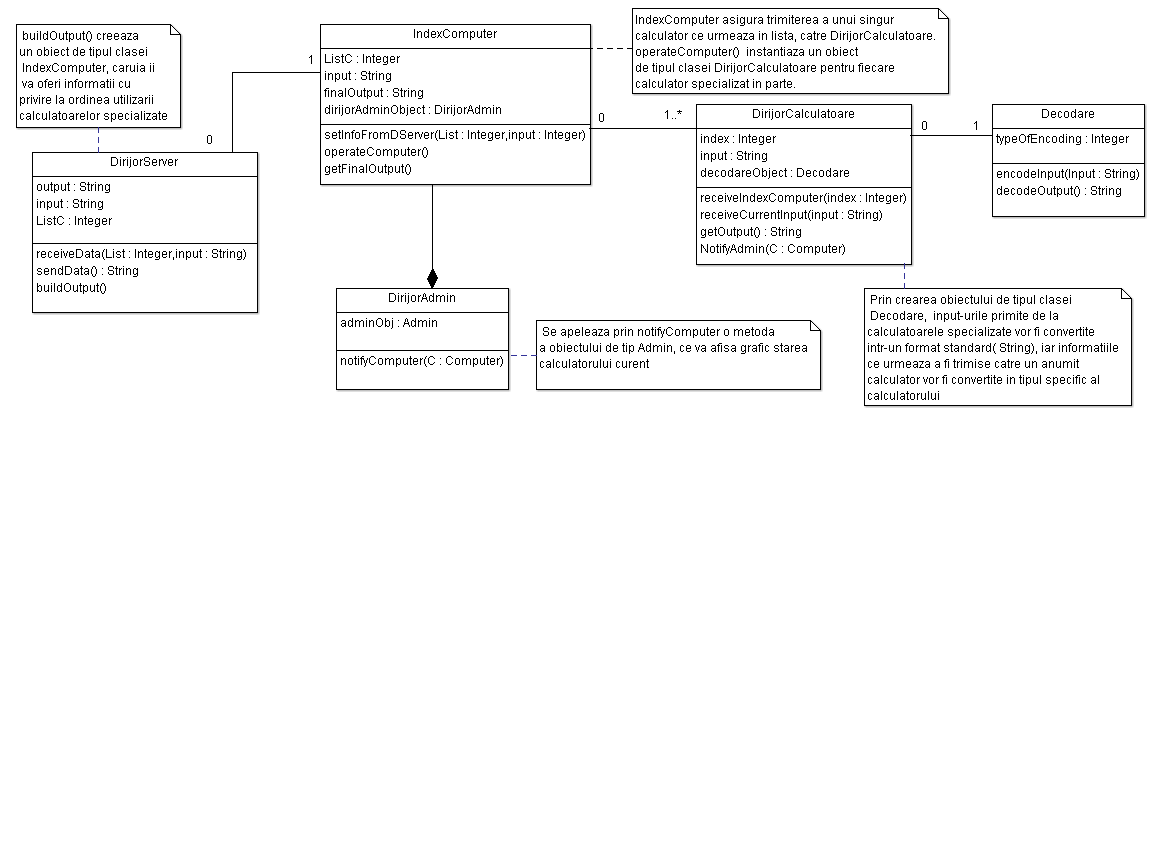 buildOutput() creeaza
un obiect de tipul clasei
IndexComputer, caruia ii
va oferi informatii cu
privire la ordinea utilizarii
calculatoarelor specializate
IndexComputer
ListC : Integer
input : String
finalOutput : String
dirijorAdminObject : DirijorAdmin
setInfoFromDServer(List : Integer,input : Integer)
operateComputer()
getFinalOutput()
IndexComputer asigura trimiterea a unui singur
calculator ce urmeaza in lista, catre DirijorCalculatoare.
operateComputer() instantiaza un obiect
de tipul clasei DirijorCalculatoare pentru fiecare
calculator specializat in parte.
1
0
0
1..*
DirijorCalculatoare
index : Integer
input : String
decodareObject : Decodare
receiveIndexComputer(index : Integer)
receiveCurrentInput(input : String)
getOutput() : String
NotifyAdmin(C : Computer)
0
1
Decodare
typeOfEncoding : Integer
encodeInput(Input : String)
decodeOutput() : String
DirijorServer
output : String
input : String
ListC : Integer
receiveData(List : Integer,input : String)
sendData() : String
buildOutput()
DirijorAdmin
adminObj : Admin
notifyComputer(C : Computer)
Se apeleaza prin notifyComputer o metoda
a obiectului de tip Admin, ce va afisa grafic starea
calculatorului curent
Prin crearea obiectului de tipul clasei
Decodare, input-urile primite de la
calculatoarele specializate vor fi convertite
intr-un format standard( String), iar informatiile
ce urmeaza a fi trimise catre un anumit
calculator vor fi convertite in tipul specific al
calculatorului